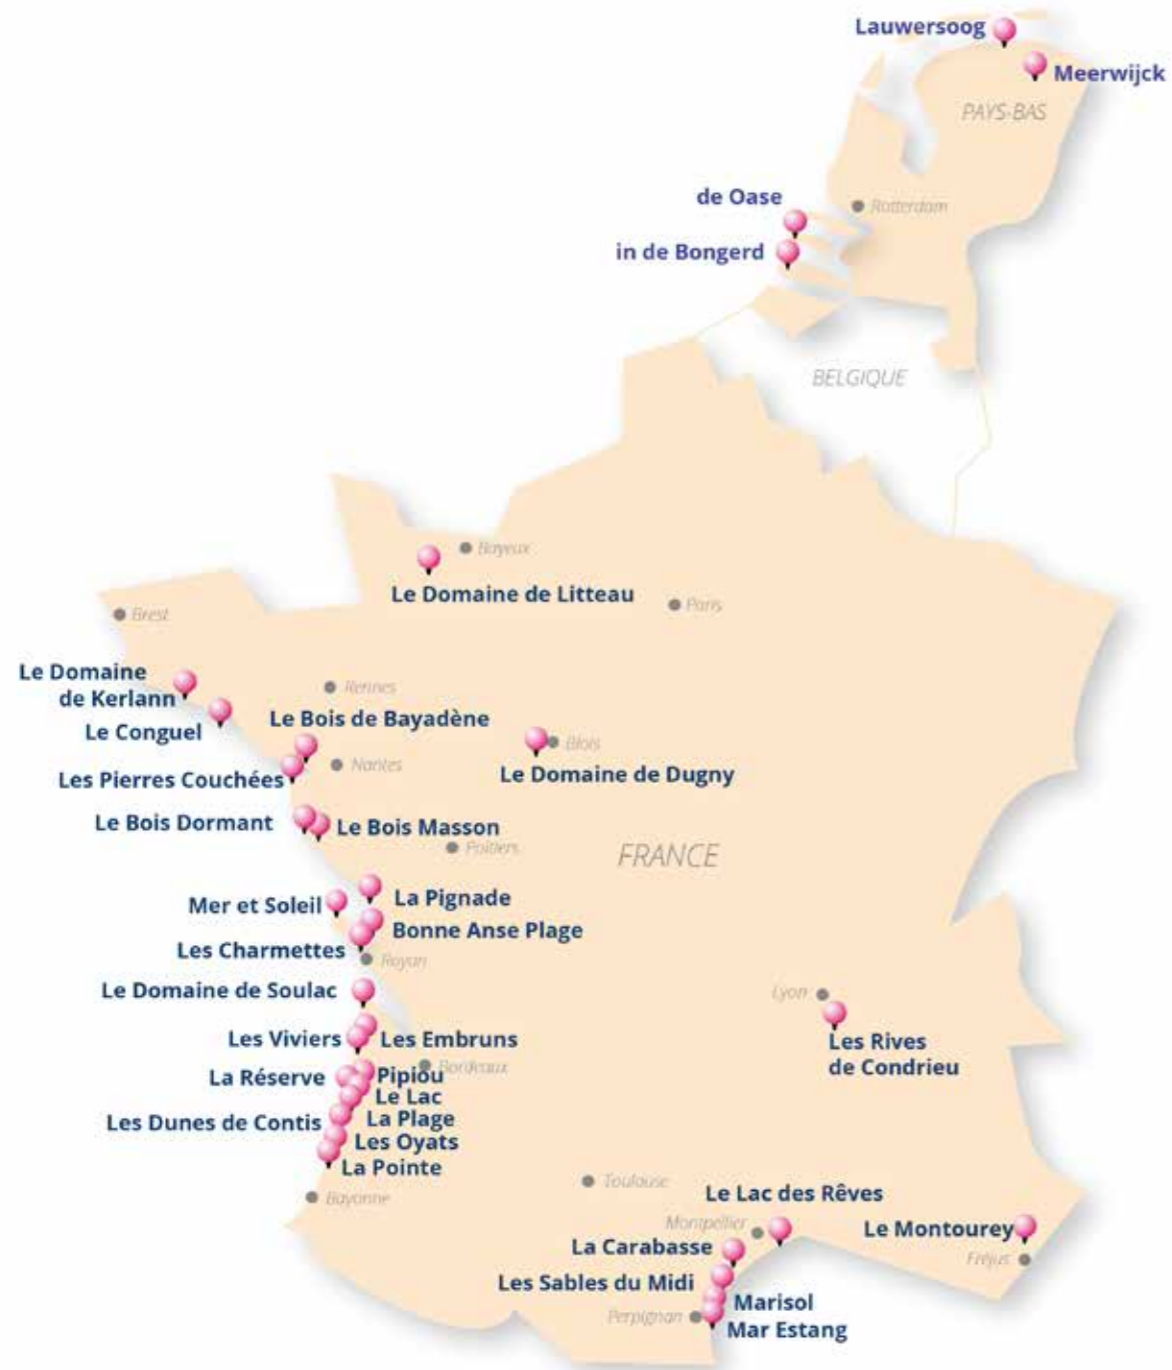 Lauwersoog
Meerwijck
PAYS-BAS
de Oase
Rotterdam
in de Bongerd
BELGIQUE
Bayeux
Le Domaine de Litteau
Paris
Brest
Le Domaine
de Kerlann
Rennes
Le Conguel
Le Bois de Bayadène
Blois
Nantes
Le Domaine de Dugny
Les Pierres Couchées
Le Bois Dormant
Le Bois Masson
Poitiers
FRANCE
La Pignade
Mer et Soleil
Bonne Anse Plage
Les Charmettes
Royan
Le Domaine de Soulac
Lyon
Les Viviers
Les Embruns
Les Rives
de Condrieu
Bordeaux
La Réserve
Pipiou
Le Lac
Les Dunes de Contis
La Plage
Les Oyats
La Pointe
Toulouse
Bayonne
Le Lac des Rêves
Montpellier
Le Montourey
La Carabasse
Fréjus
Les Sables du Midi
Marisol
Perpignan
Mar Estang